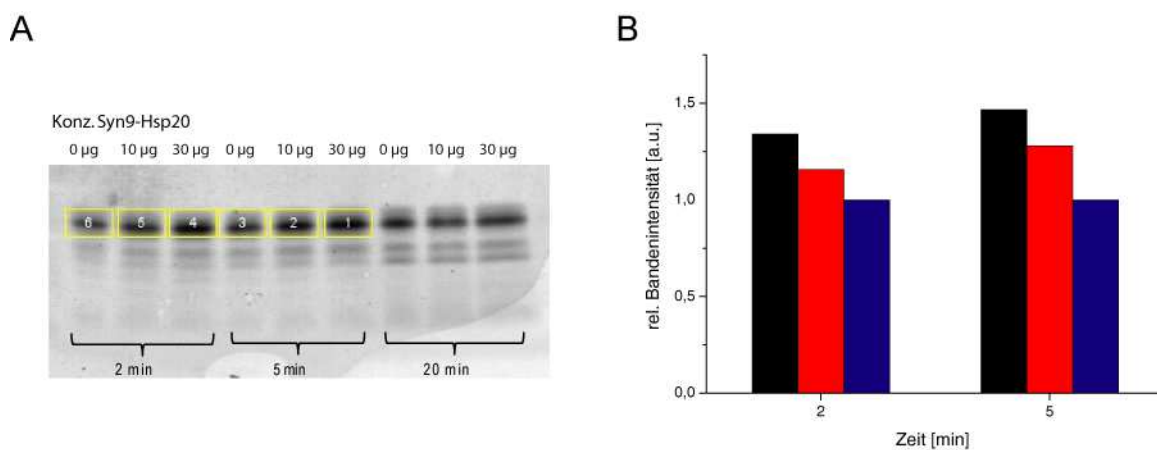 A
Konz. Syn9-Hsp20
0 µg 10 µg 30 µg 0 µg 10 µg 30 µg 0 µg 10 µg 30 µg
6 5 4 3 2 1
2 min 5 min 20 min
B
rel. Bandenintensität [a.u.]
1,5
1,0
0,5
0,0
2 5
Zeit [min]